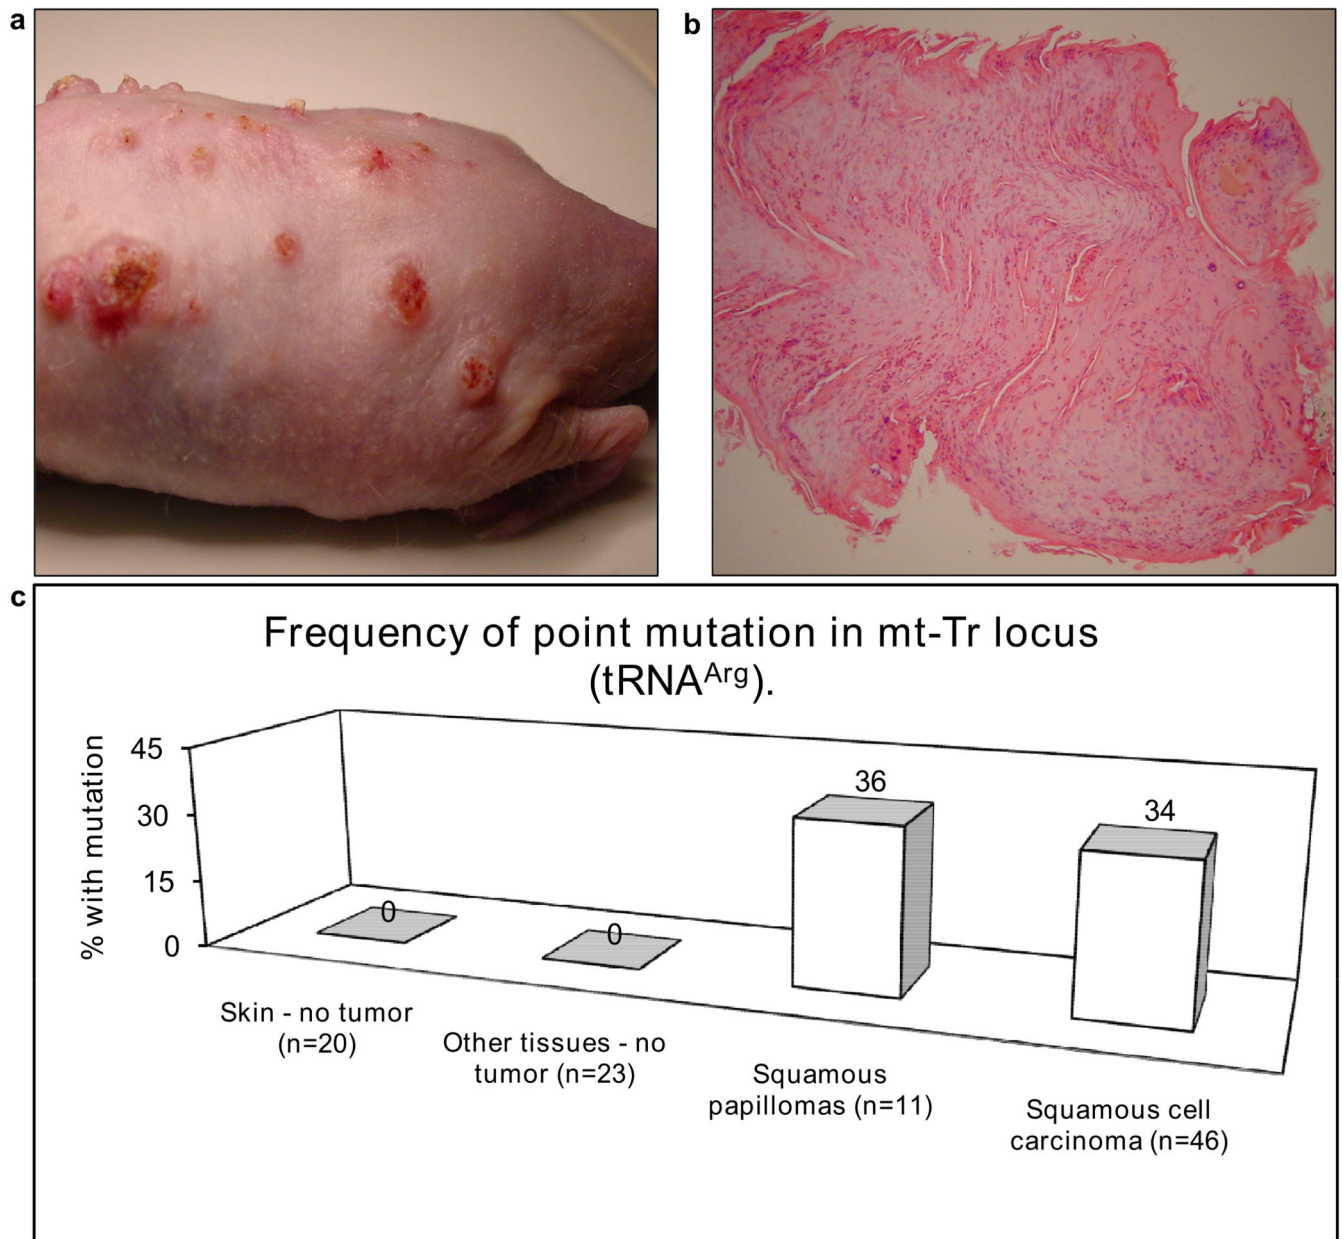 a
b
c
Frequency of point mutation in mt-Tr locus
(tRNAArg).
% with mutation
45
30
15
0
0
0
36
34
Skin - no tumor
(n=20)
Other tissues - no
tumor (n=23)
Squamous
papillomas (n=11)
Squamous cell
carcinoma (n=46)